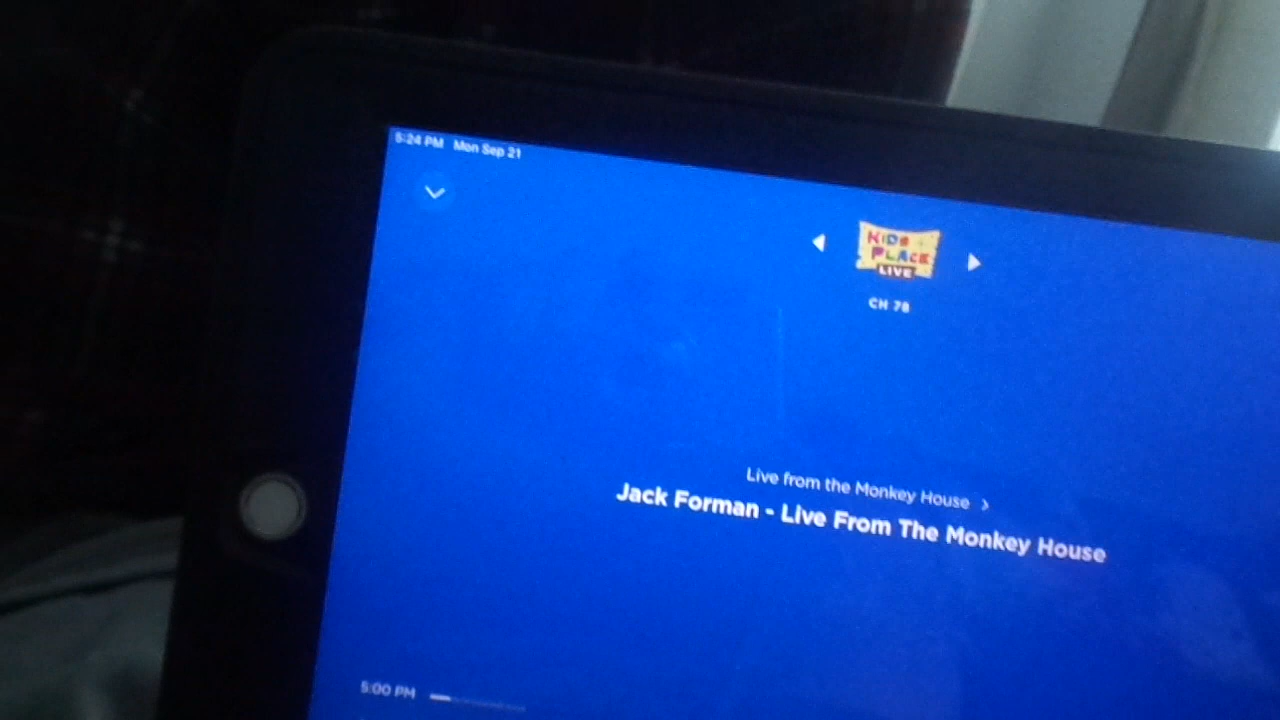 5:24 PM Mon Sep 21
KIDS
PLACE
LIVE
CH 78
Live from the Monkey House
Jack Forman - Live From The Monkey House
5:00 PM